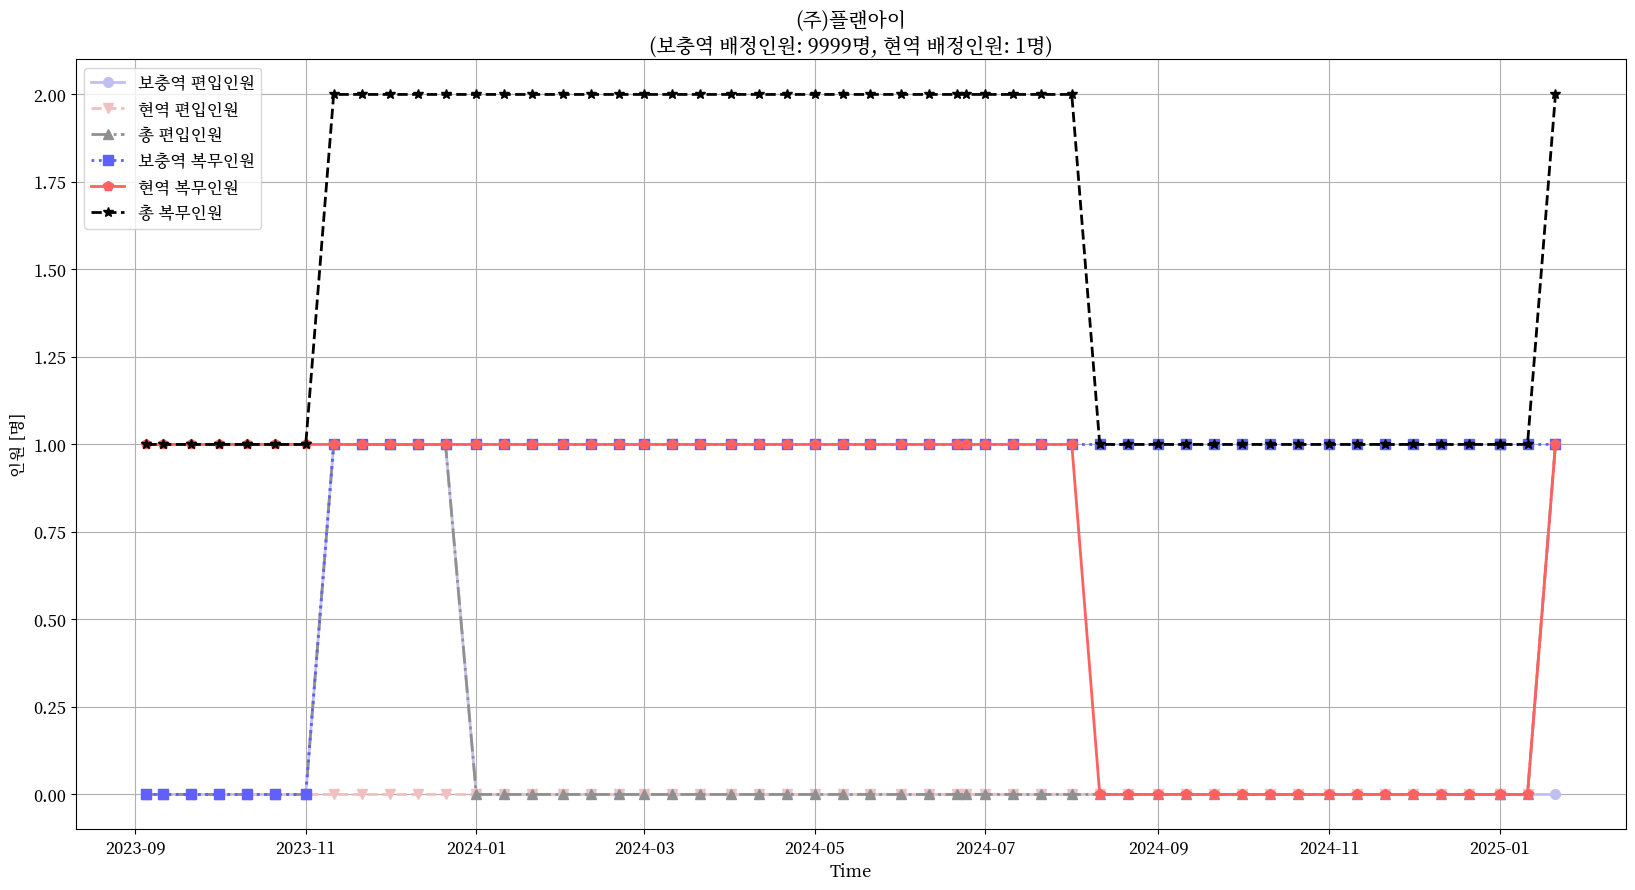 (주)플랜아이
(보충역 배정인원: 9999명, 현역 배정인원: 1명)
보충역 편입인원
현역 편입인원
총 편입인원
보충역 복무인원
현역 복무인원
총 복무인원
인원 [명]
2.00
1.75
1.50
1.25
1.00
0.75
0.50
0.25
0.00
2023-09
2023-11
2024-01
2024-03
2024-05
2024-07
2024-09
2024-11
2025-01
Time